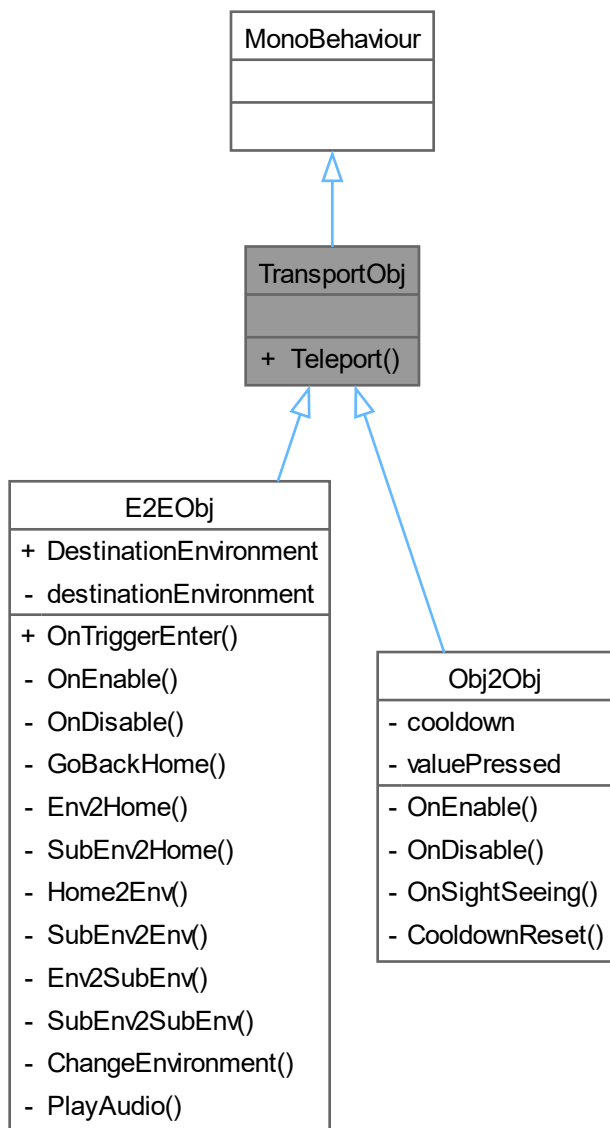 MonoBehaviour
TransportObj
+ Teleport()
E2EObj
+ DestinationEnvironment
- destinationEnvironment
+ OnTriggerEnter()
- OnEnable()
- OnDisable()
- GoBackHome()
- Env2Home()
- SubEnv2Home()
- Home2Env()
- SubEnv2Env()
- Env2SubEnv()
- SubEnv2SubEnv()
- ChangeEnvironment()
- PlayAudio()
Obj2Obj
- cooldown
- valuePressed
- OnEnable()
- OnDisable()
- OnSightSeeing()
- CooldownReset()